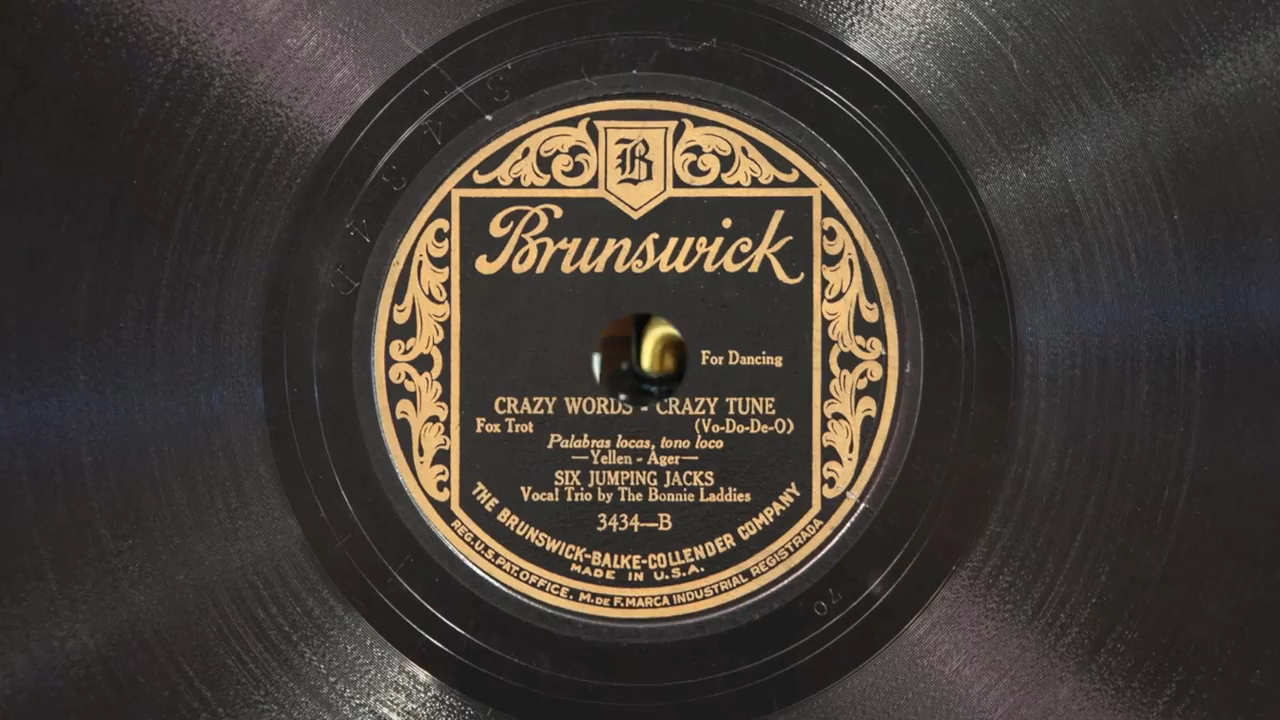 B
Brunswick
For Dancing
CRAZY WORDS - CRAZY TUNE
Fox Trot (Vo-Do-De-O)
Palabras locas, tono loco
—Yellen - Ager—
SIX JUMPING JACKS
Vocal Trio by The Bonnie Laddies
3434—B
THE BRUNSWICK-BALKE-COLLENDER COMPANY
MADE IN U.S.A.
REG.U.S.PAT.OFFICE. M.DE F.MARCA INDUSTRIAL REGISTRADA